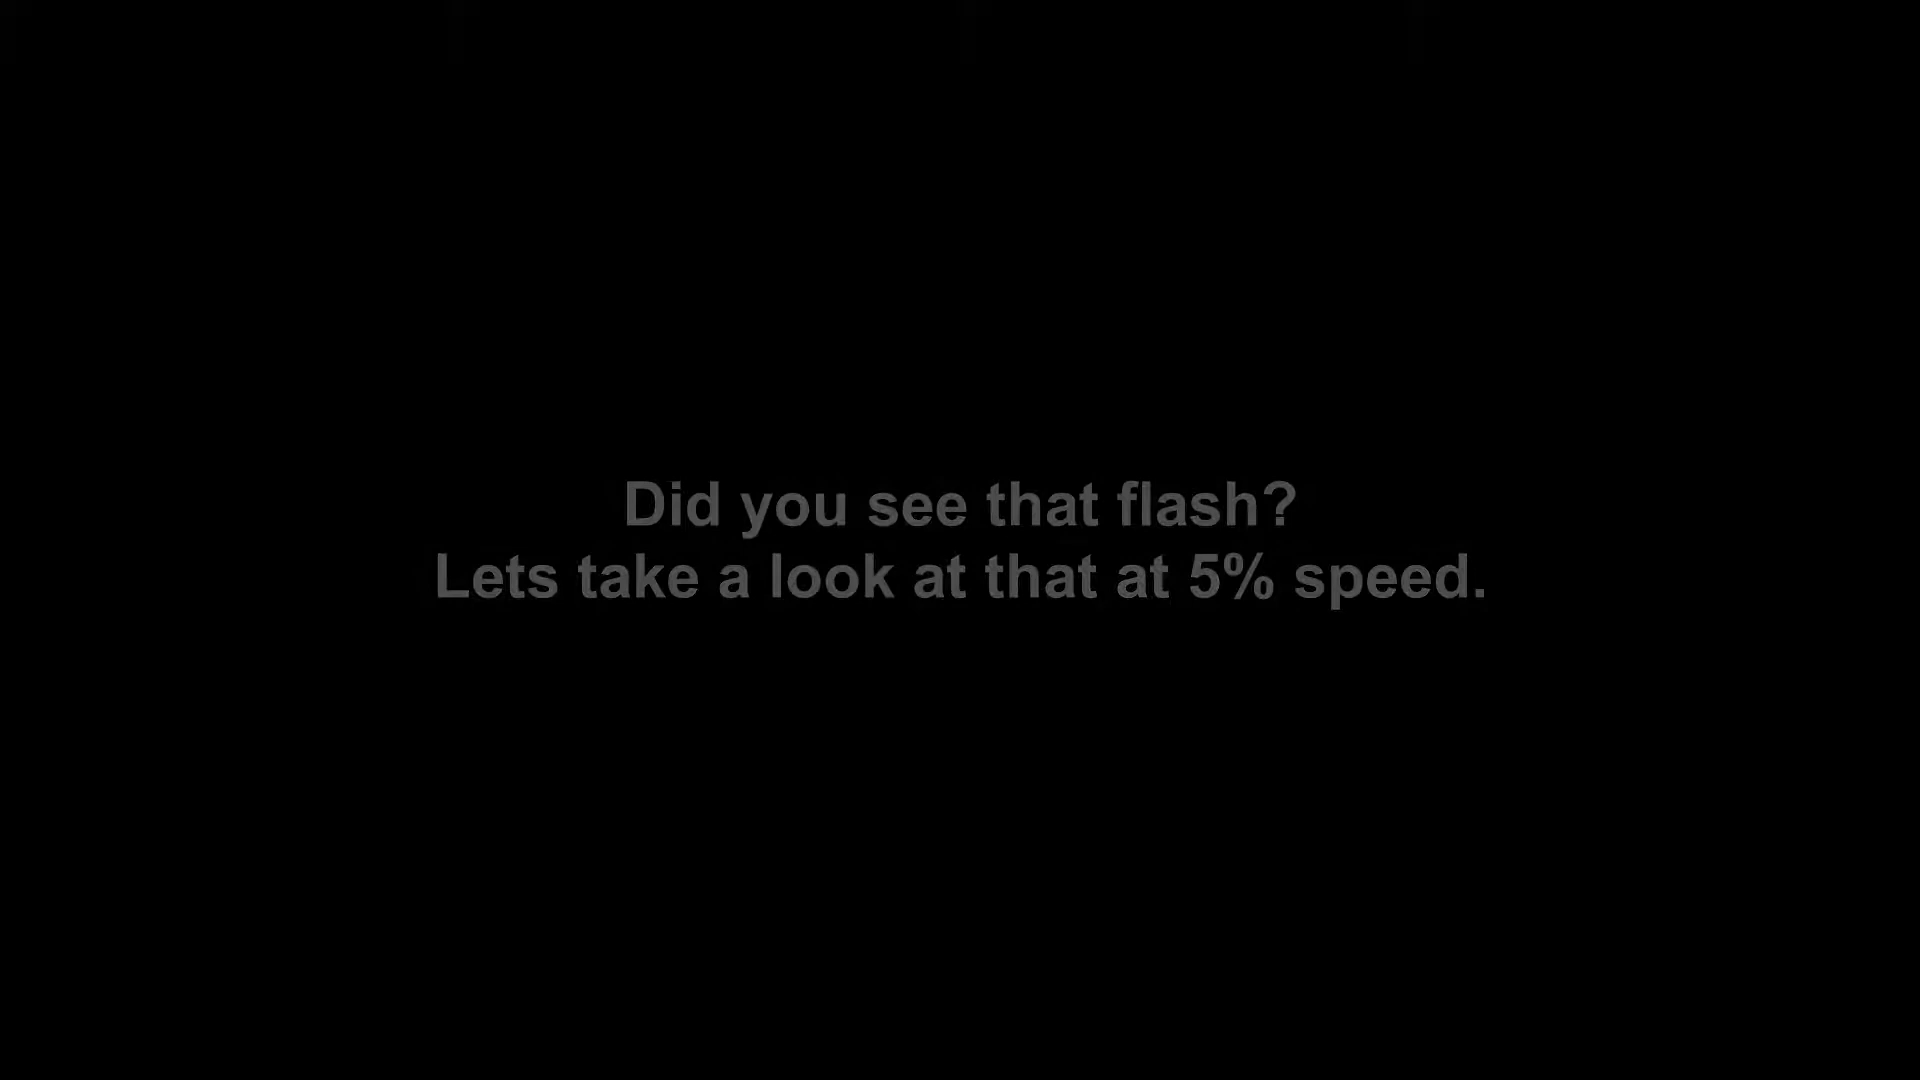 Did you see that flash?
Lets take a look at that at 5% speed.